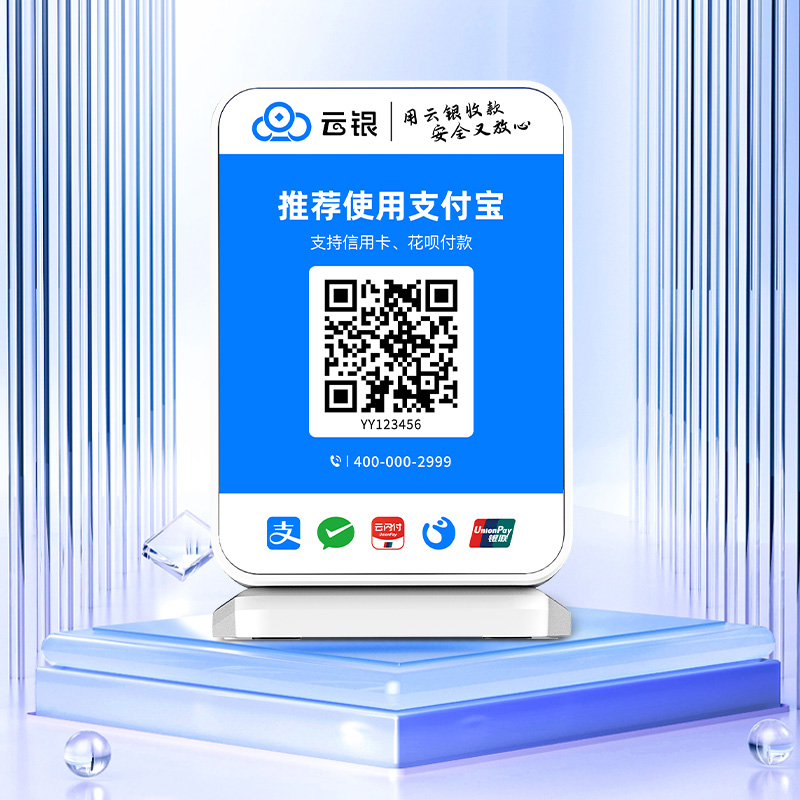 云银
用云银收款
安全又放心
推荐使用支付宝
支持信用卡、花呗付款
YY123456
400-000-2999
支
云闪付
UnionPay
UnionPay
银联